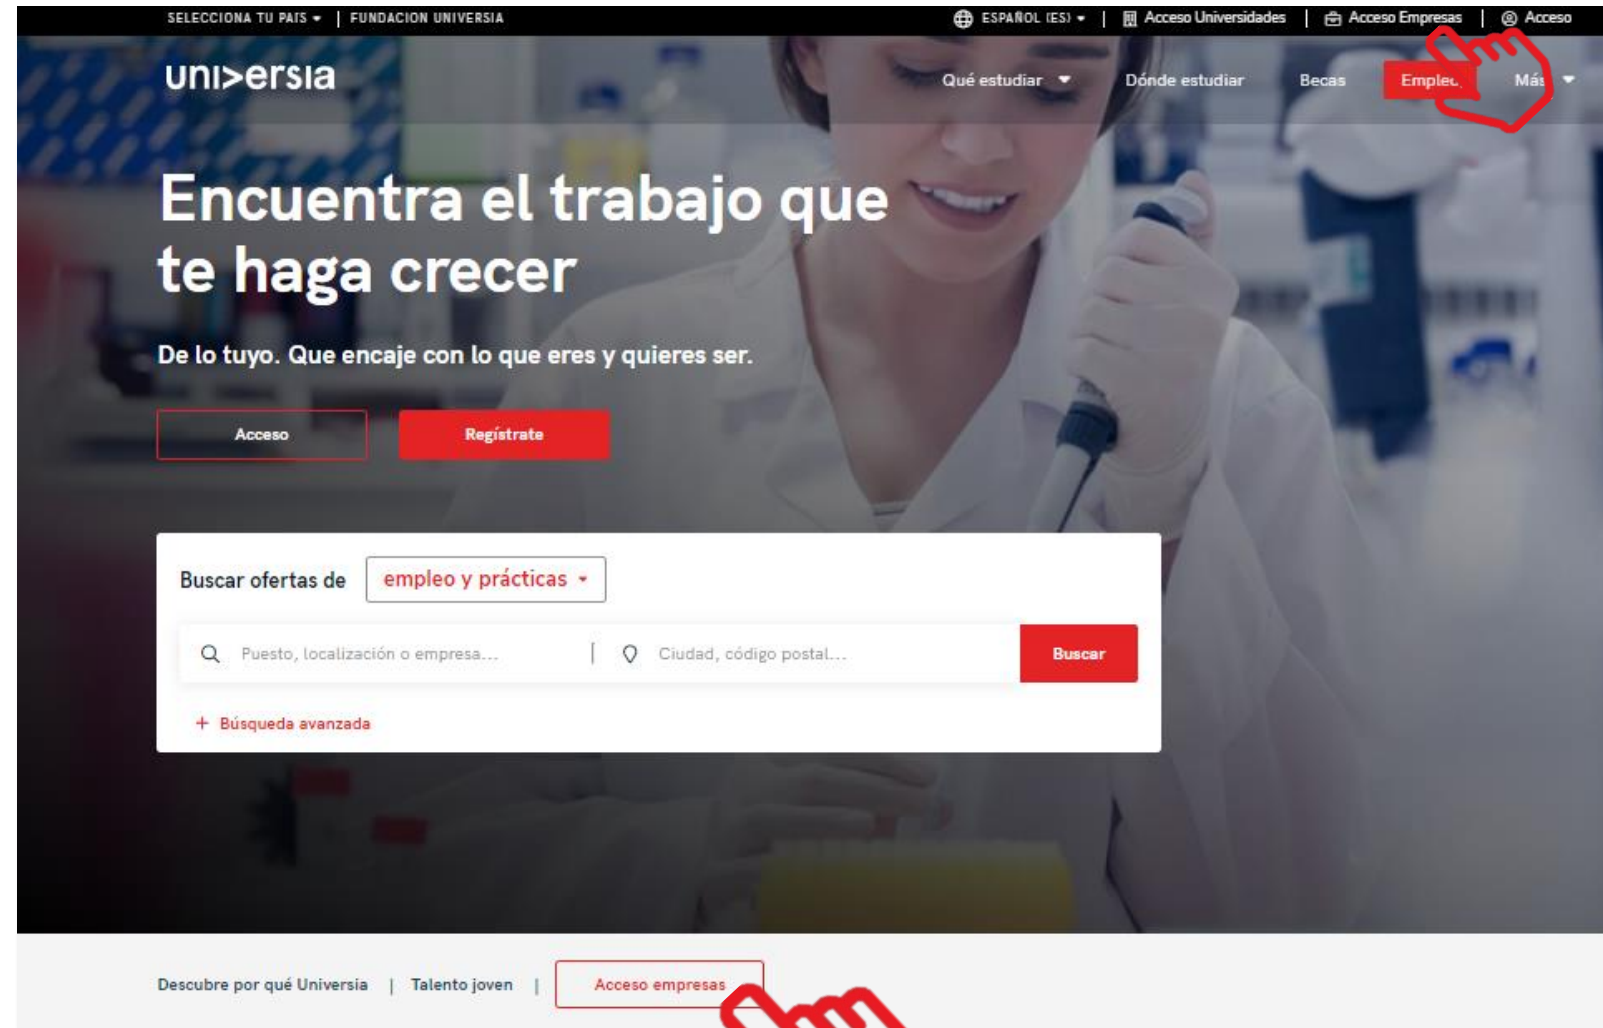 SELECCIONA TU PAIS | FUNDACION UNIVERSIA ESPAÑOL (ES) | Acceso Universidades | Acceso Empresas | Acceso
uni>ersia Qué estudiar Dónde estudiar Becas Empleo Más
Encuentra el trabajo que
te haga crecer
De lo tuyo. Que encaje con lo que eres y quieres ser.
Acceso Regístrate
Buscar ofertas de empleo y prácticas
Puesto, localización o empresa... | Ciudad, código postal... Buscar
+ Búsqueda avanzada
Descubre por qué Universia | Talento joven | Acceso empresas